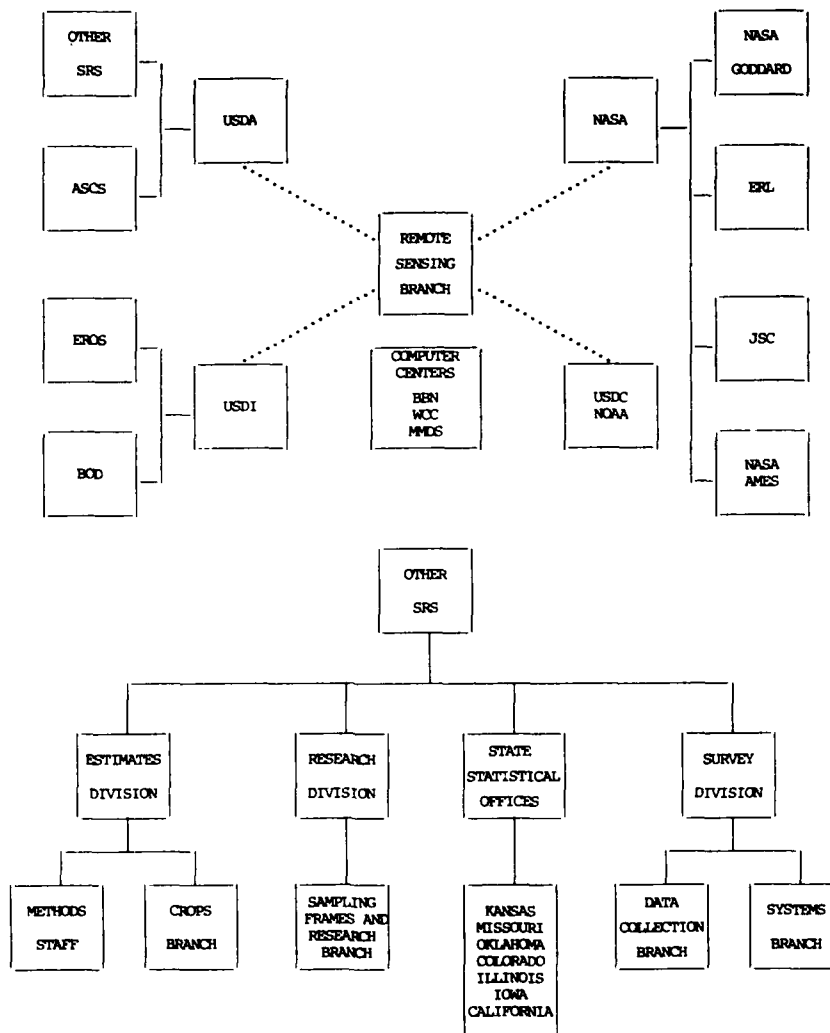 OTHER
SRS
USDA
ASCS
NASA
NASA
GODDARD
ERL
REMOTE
SENSING
BRANCH
EROS
USDI
BOD
COMPUTER
CENTERS
BBN
WCC
MMDS
USDC
NOAA
JSC
NASA
AMES
OTHER
SRS
ESTIMATES
DIVISION
RESEARCH
DIVISION
STATE
STATISTICAL
OFFICES
SURVEY
DIVISION
METHODS
STAFF
CROPS
BRANCH
SAMPLING
FRAMES AND
RESEARCH
BRANCH
KANSAS
MISSOURI
OKLAHOMA
COLORADO
ILLINOIS
IOWA
CALIFORNIA
DATA
COLLECTION
BRANCH
SYSTEMS
BRANCH